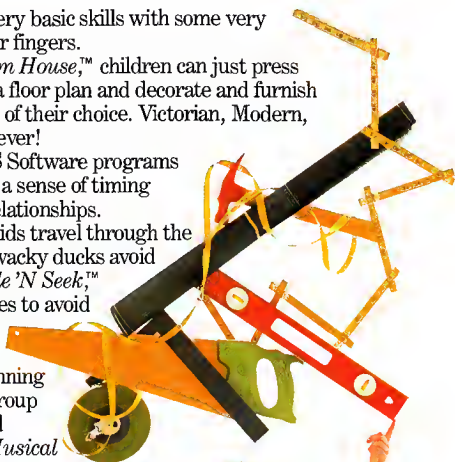 ery basic skills with some very
r fingers.
m House,™ children can just press
a floor plan and decorate and furnish
of their choice. Victorian, Modern,
ever!
Software programs
a sense of timing
elationships.
ids travel through the
wacky ducks avoid
le 'N Seek,™
es to avoid
nning
roup
Musical